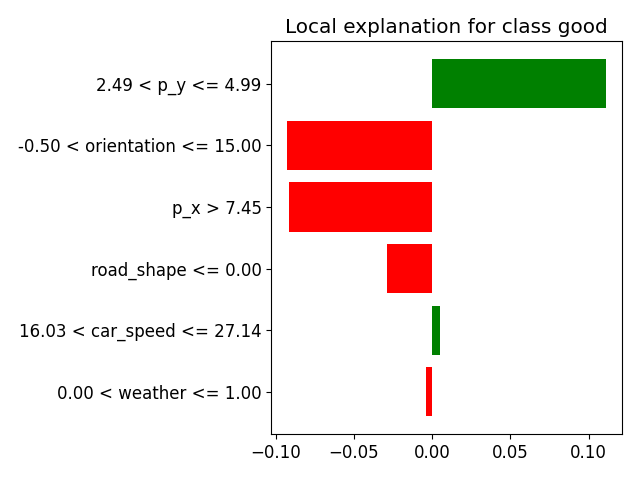 Local explanation for class good
2.49 < p_y <= 4.99
-0.50 < orientation <= 15.00
p_x > 7.45
road_shape <= 0.00
16.03 < car_speed <= 27.14
0.00 < weather <= 1.00
−0.10 −0.05 0.00 0.05 0.10